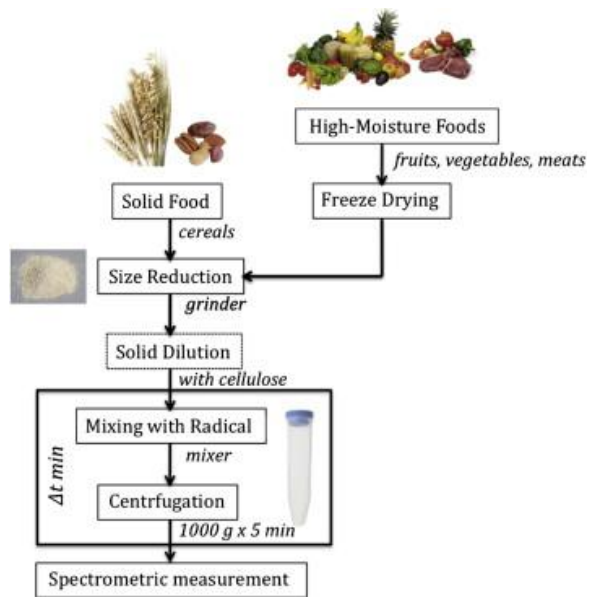 High-Moisture Foods
fruits, vegetables, meats
Solid Food
Freeze Drying
cereals
Size Reduction
grinder
Solid Dilution
with cellulose
Mixing with Radical
mixer
Δt min
Centrfugation
1000 g x 5 min
Spectrometric measurement